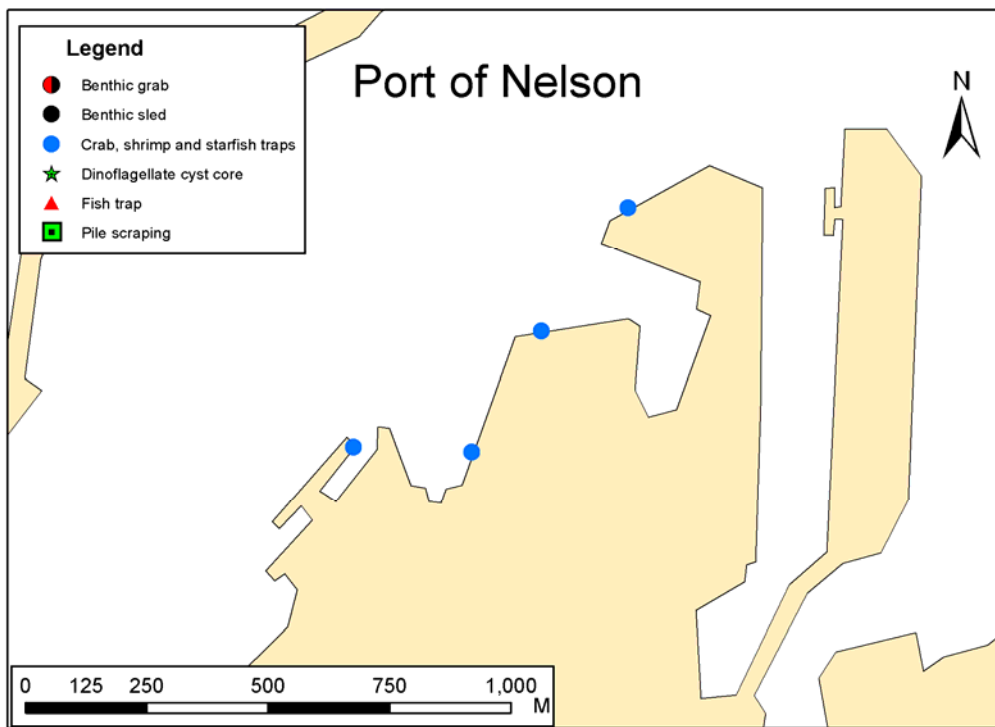 Legend
Benthic grab
Benthic sled
Crab, shrimp and starfish traps
Dinoflagellate cyst core
Fish trap
Pile scraping
Port of Nelson
N
0 125 250 500 750 1,000
M